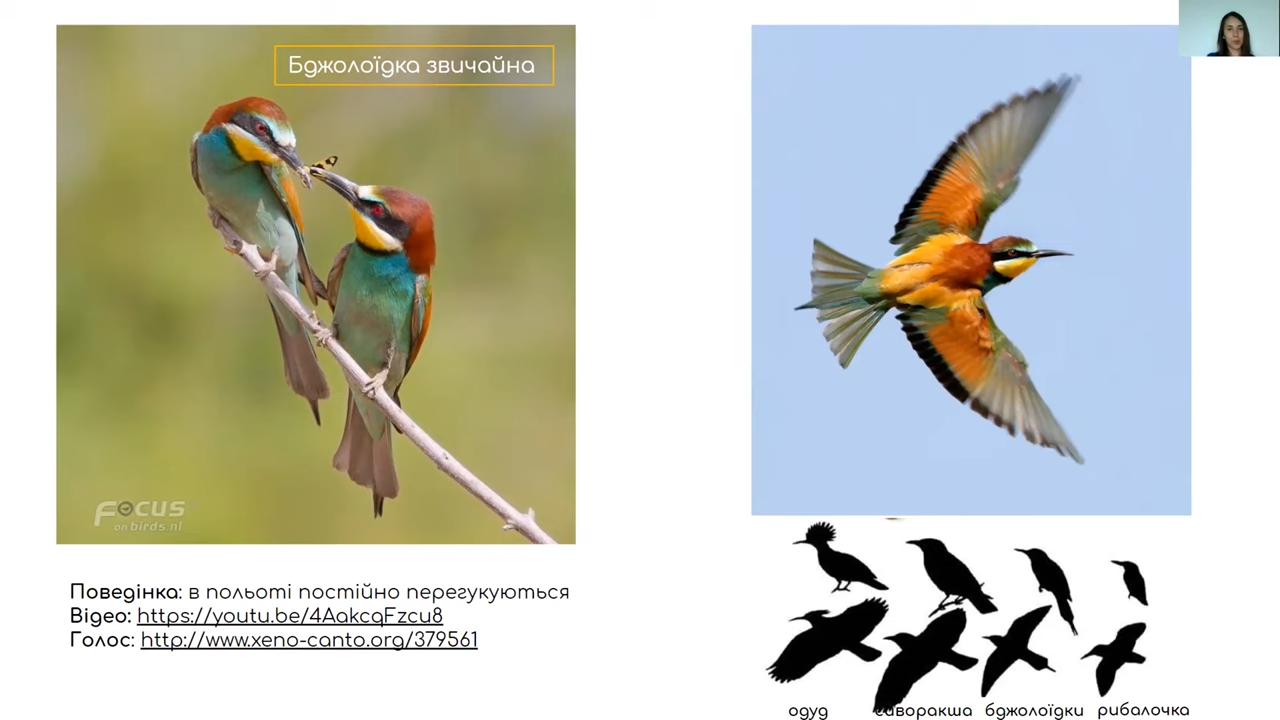 Бджолоїдка звичайна
FOCUS
on birds.nl
Поведінка: в польоті постійно перегукуються
Відео: https://youtu.be/4AakcqFzcu8
Голос: http://www.xeno-canto.org/379561
одуд сиворакша бджолоїдки рибалочка